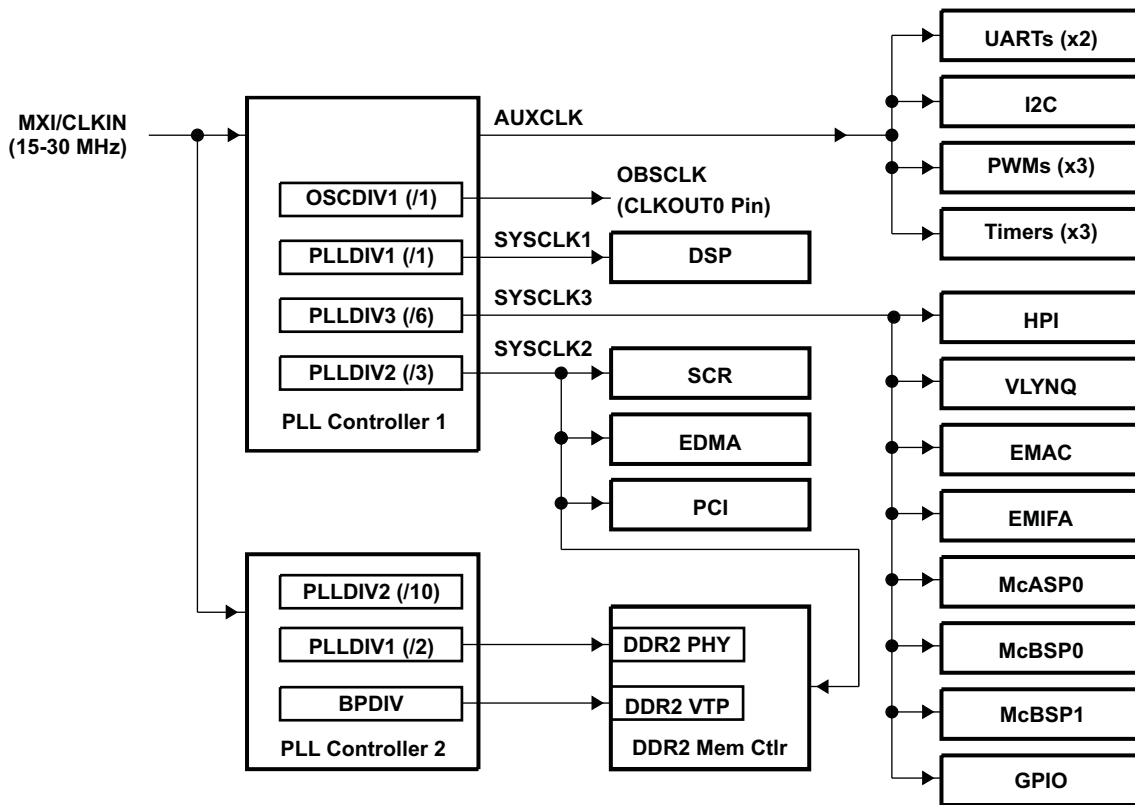 UARTs (x2)
I2C
PWMs (x3)
Timers (x3)
MXI/CLKIN
(15-30 MHz)
AUXCLK
OSCDIV1 (/1)
OBSCLK
(CLKOUT0 Pin)
PLLDIV1 (/1)
SYSCLK1
DSP
PLLDIV3 (/6)
SYSCLK3
PLLDIV2 (/3)
SYSCLK2
PLL Controller 1
SCR
EDMA
PCI
HPI
VLYNQ
EMAC
EMIFA
McASP0
McBSP0
McBSP1
GPIO
PLLDIV2 (/10)
PLLDIV1 (/2)
BPDIV
PLL Controller 2
DDR2 PHY
DDR2 VTP
DDR2 Mem Ctlr